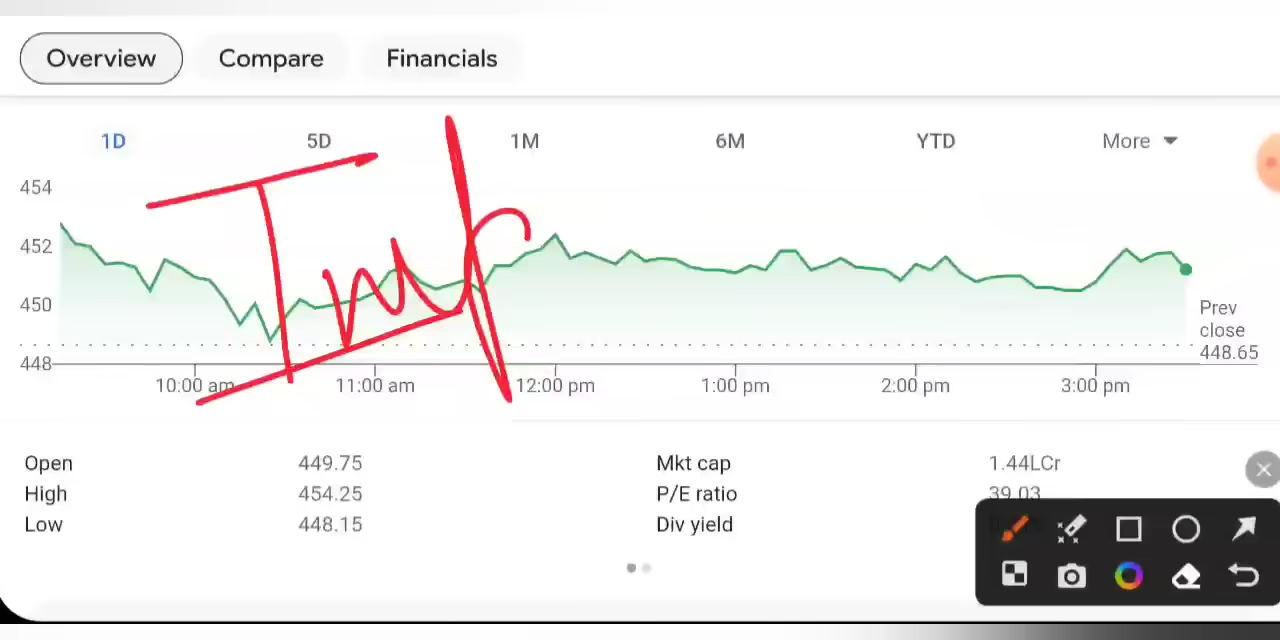 Overview Compare Financials
1D 5D 1M 6M YTD More
454
452
450
448
Prev
close
448.65
10:00 am 11:00 am 12:00 pm 1:00 pm 2:00 pm 3:00 pm
Open 449.75 Mkt cap 1.44LCr
High 454.25 P/E ratio 39.03
Low 448.15 Div yield